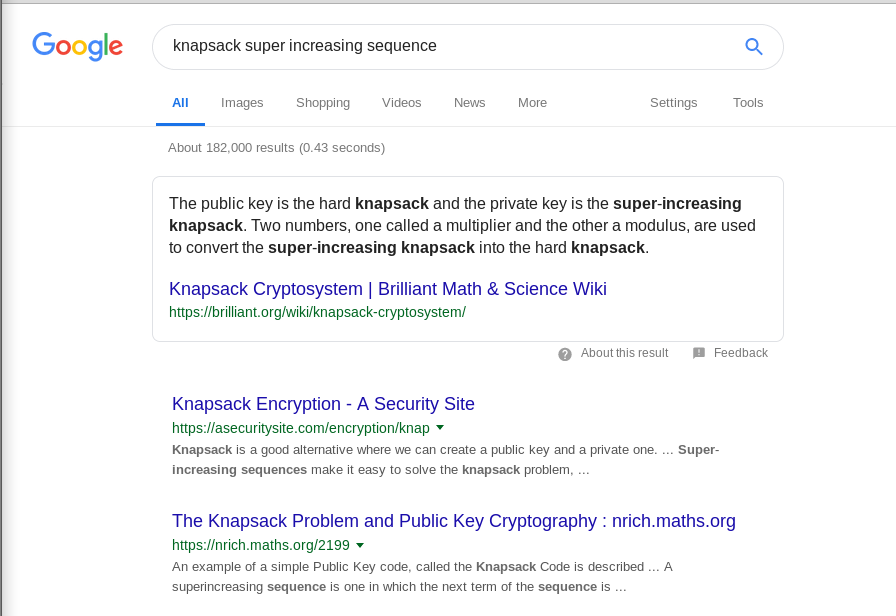 Google
knapsack super increasing sequence
All Images Shopping Videos News More Settings Tools
About 182,000 results (0.43 seconds)
The public key is the hard knapsack and the private key is the super-increasing
knapsack. Two numbers, one called a multiplier and the other a modulus, are used
to convert the super-increasing knapsack into the hard knapsack.
Knapsack Cryptosystem | Brilliant Math & Science Wiki
https://brilliant.org/wiki/knapsack-cryptosystem/
About this result Feedback
Knapsack Encryption - A Security Site
https://asecuritysite.com/encryption/knap
Knapsack is a good alternative where we can create a public key and a private one. ... Super-
increasing sequences make it easy to solve the knapsack problem, ...
The Knapsack Problem and Public Key Cryptography : nrich.maths.org
https://nrich.maths.org/2199
An example of a simple Public Key code, called the Knapsack Code is described ... A
superincreasing sequence is one in which the next term of the sequence is ...